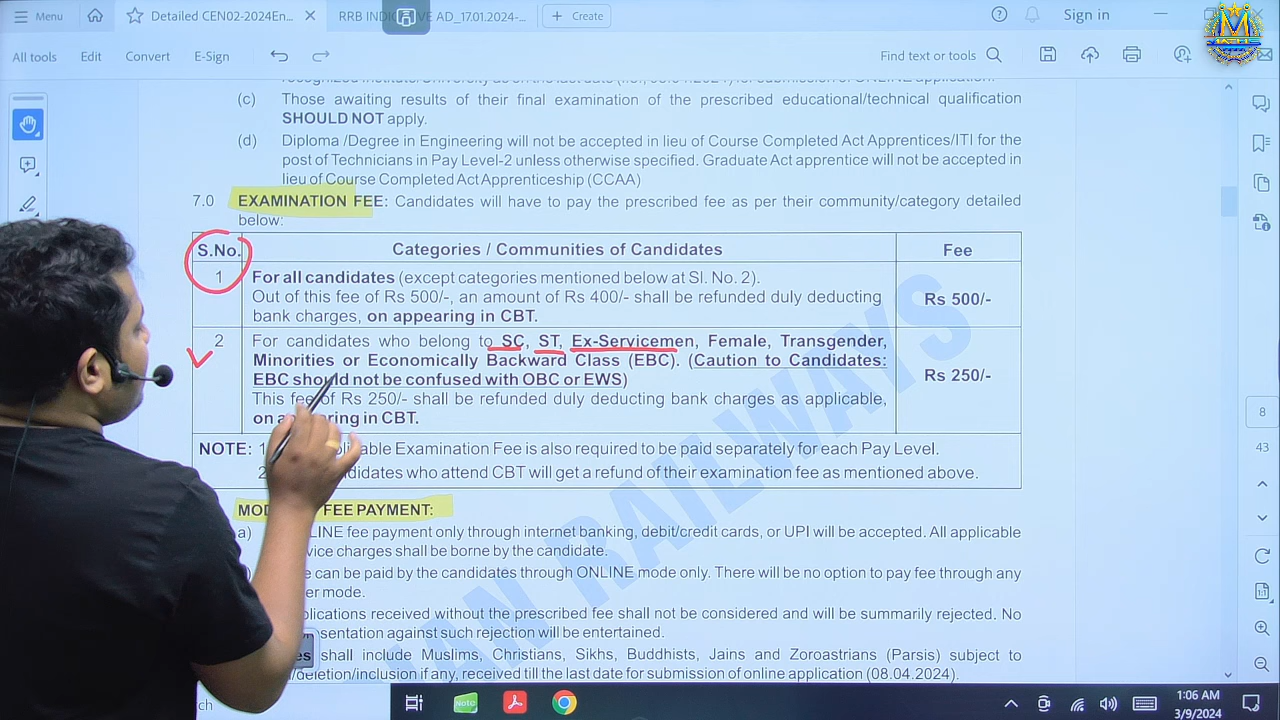 Menu
Detailed CEN02-2024En...
RRB INDIC VE AD_17.01.2024-...
Create
Sign in
All tools Edit Convert E-Sign
Find text or tools
(c) Those awaiting results of their final examination of the prescribed educational/technical qualification
SHOULD NOT apply.
(d) Diploma /Degree in Engineering will not be accepted in lieu of Course Completed Act Apprentices/ITI for the
post of Technicians in Pay Level-2 unless otherwise specified. Graduate Act apprentice will not be accepted in
lieu of Course Completed Act Apprenticeship (CCAA)
7.0 EXAMINATION FEE: Candidates will have to pay the prescribed fee as per their community/category detailed
below:
S.No. Categories / Communities of Candidates Fee
1 For all candidates (except categories mentioned below at Sl. No. 2).
Out of this fee of Rs 500/-, an amount of Rs 400/- shall be refunded duly deducting
bank charges, on appearing in CBT.
Rs 500/-
2 For candidates who belong to SC, ST, Ex-Servicemen, Female, Transgender,
Minorities or Economically Backward Class (EBC). (Caution to Candidates:
EBC should not be confused with OBC or EWS)
This fee of Rs 250/- shall be refunded duly deducting bank charges as applicable,
on appearing in CBT.
Rs 250/-
NOTE: 1 Examination Fee is also required to be paid separately for each Pay Level.
2 who attend CBT will get a refund of their examination fee as mentioned above.
FEE PAYMENT:
a) fee payment only through internet banking, debit/credit cards, or UPI will be accepted. All applicable
charges shall be borne by the candidate.
can be paid by the candidates through ONLINE mode only. There will be no option to pay fee through any
mode.
received without the prescribed fee shall not be considered and will be summarily rejected. No
against such rejection will be entertained.
shall include Muslims, Christians, Sikhs, Buddhists, Jains and Zoroastrians (Parsis) subject to
/deletion/inclusion if any, received till the last date for submission of online application (08.04.2024).
RAILWAYS
8
43
1:06 AM
3/9/2024